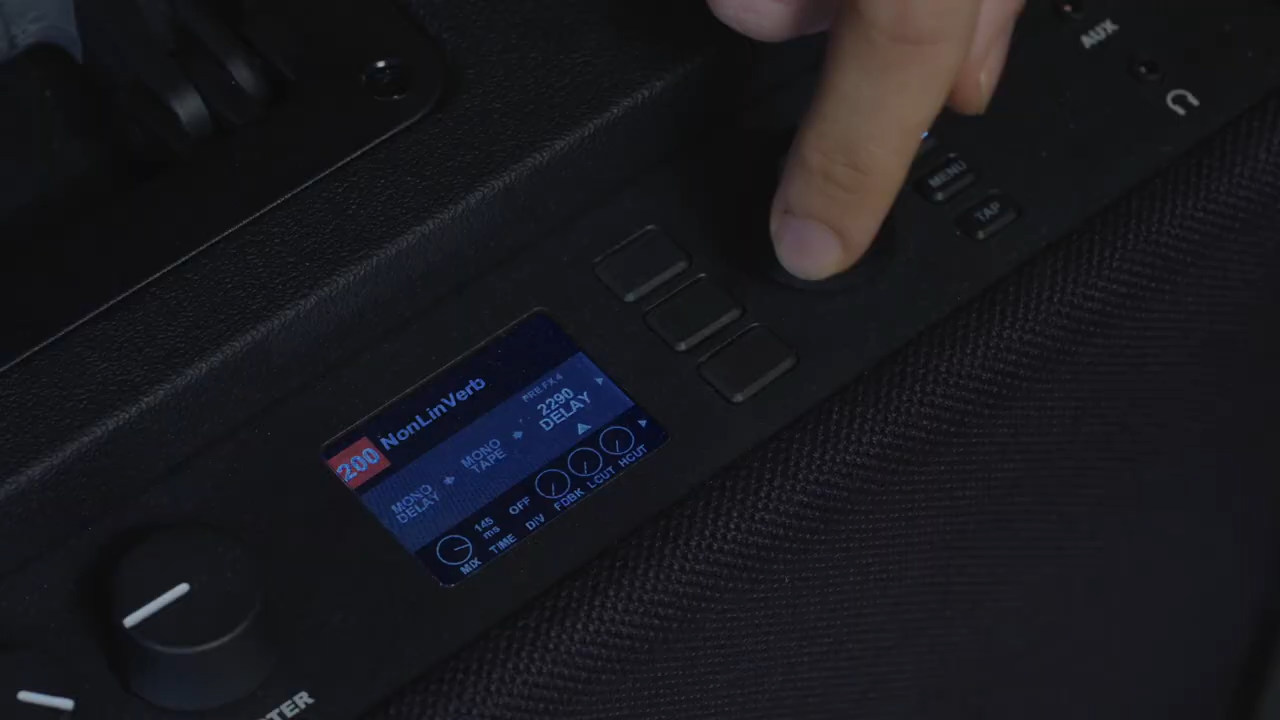 AUX
MENU
TAP
200 NonLinVerb
PRE FX 4
MONO DELAY
MONO TAPE
2290 DELAY
145 ms
OFF
MIX TIME DIV FDBK LCUT HCUT